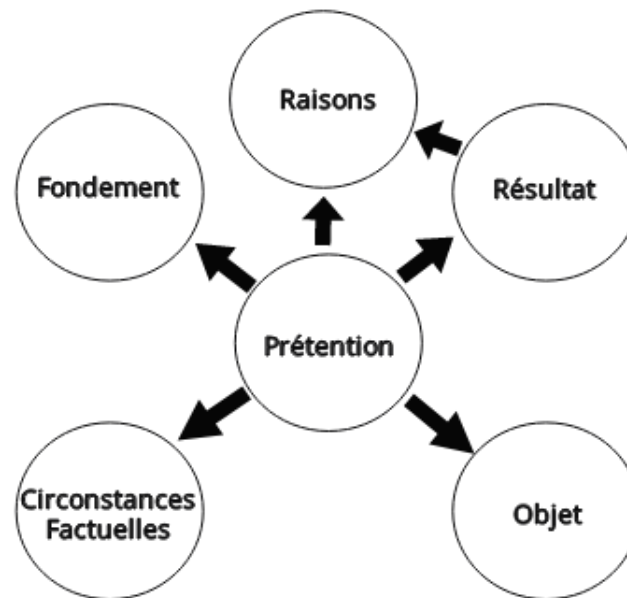 Raisons
Fondement
Résultat
Prétention
Circonstances
Factuelles
Objet